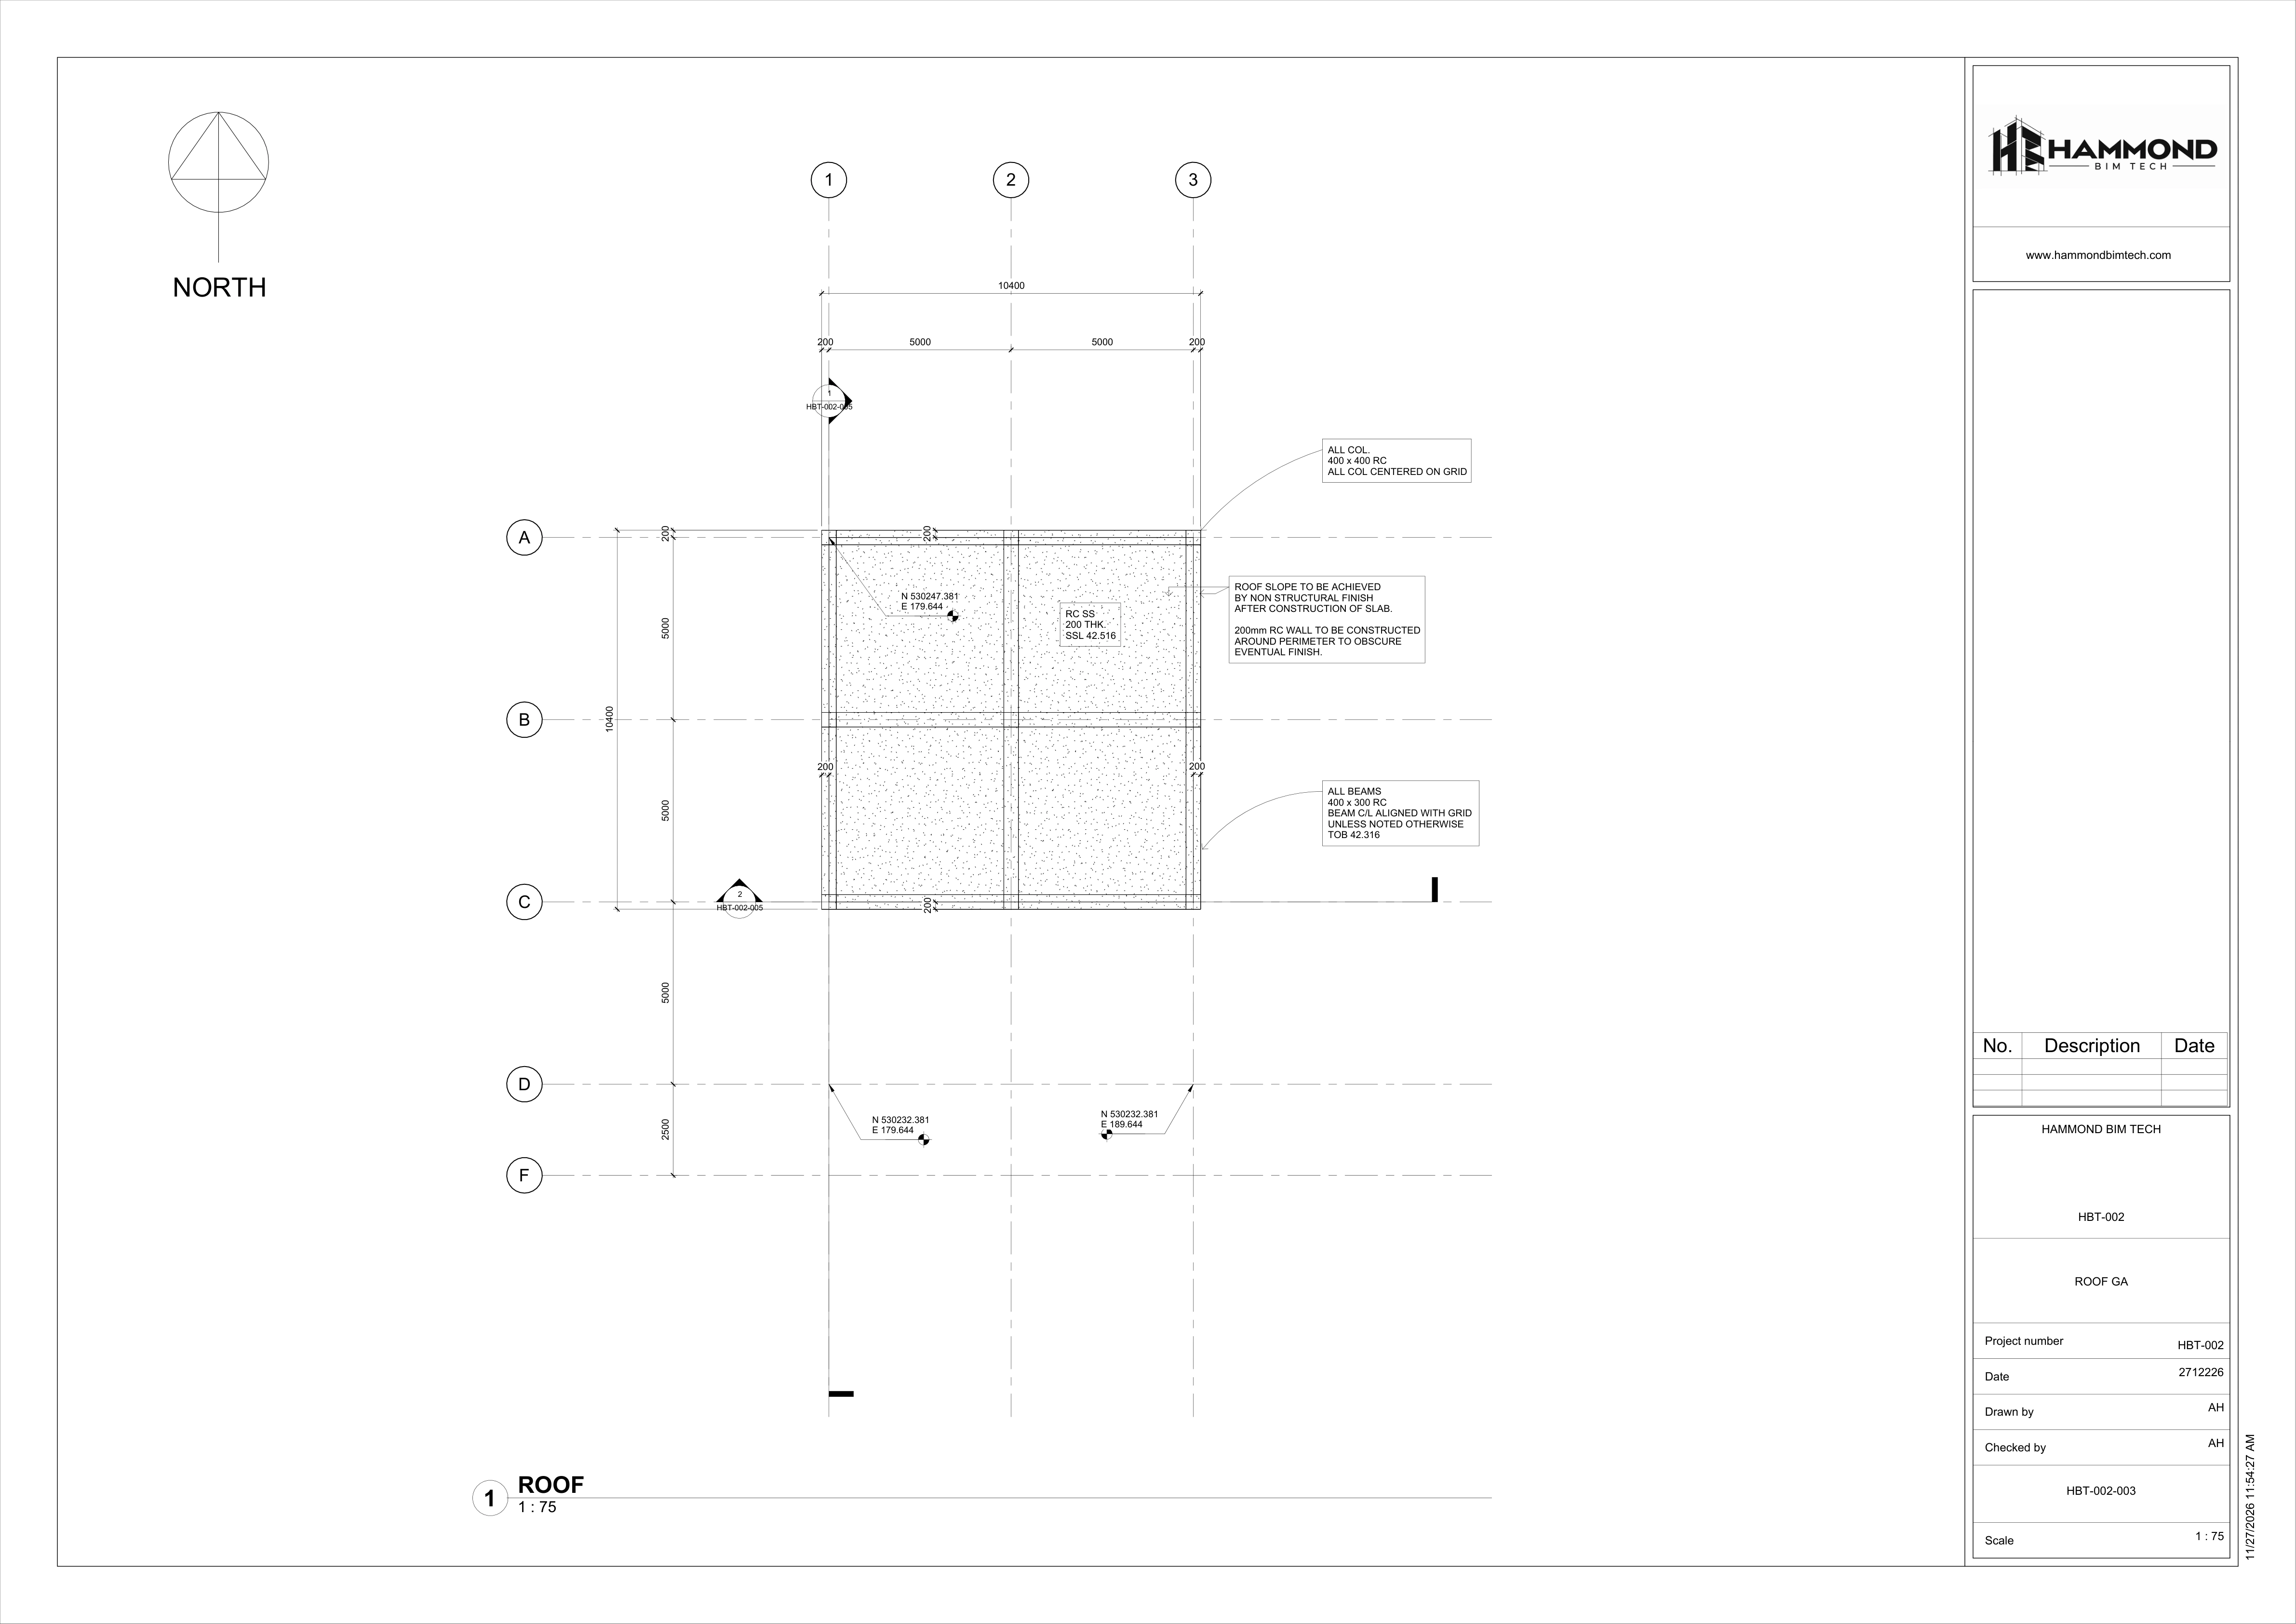 NORTH
1
2
3
10400
200
5000
5000
200
1
HBT-002-005
ALL COL.
400 x 400 RC
ALL COL CENTERED ON GRID
A
200
200
N 530247.381
E 179.644
RC SS
200 THK.
SSL 42.516
ROOF SLOPE TO BE ACHIEVED
BY NON STRUCTURAL FINISH
AFTER CONSTRUCTION OF SLAB.
200mm RC WALL TO BE CONSTRUCTED
AROUND PERIMETER TO OBSCURE
EVENTUAL FINISH.
5000
B
10400
200
200
5000
ALL BEAMS
400 x 300 RC
BEAM C/L ALIGNED WITH GRID
UNLESS NOTED OTHERWISE
TOB 42.316
C
2
HBT-002-005
200
5000
D
N 530232.381
E 179.644
N 530232.381
E 189.644
2500
F
1
ROOF
1 : 75
HAMMOND
BIM TECH
www.hammondbimtech.com
No. Description Date
HAMMOND BIM TECH
HBT-002
ROOF GA
Project number HBT-002
Date 2712226
Drawn by AH
Checked by AH
HBT-002-003
Scale 1 : 75
11/27/2026 11:54:27 AM